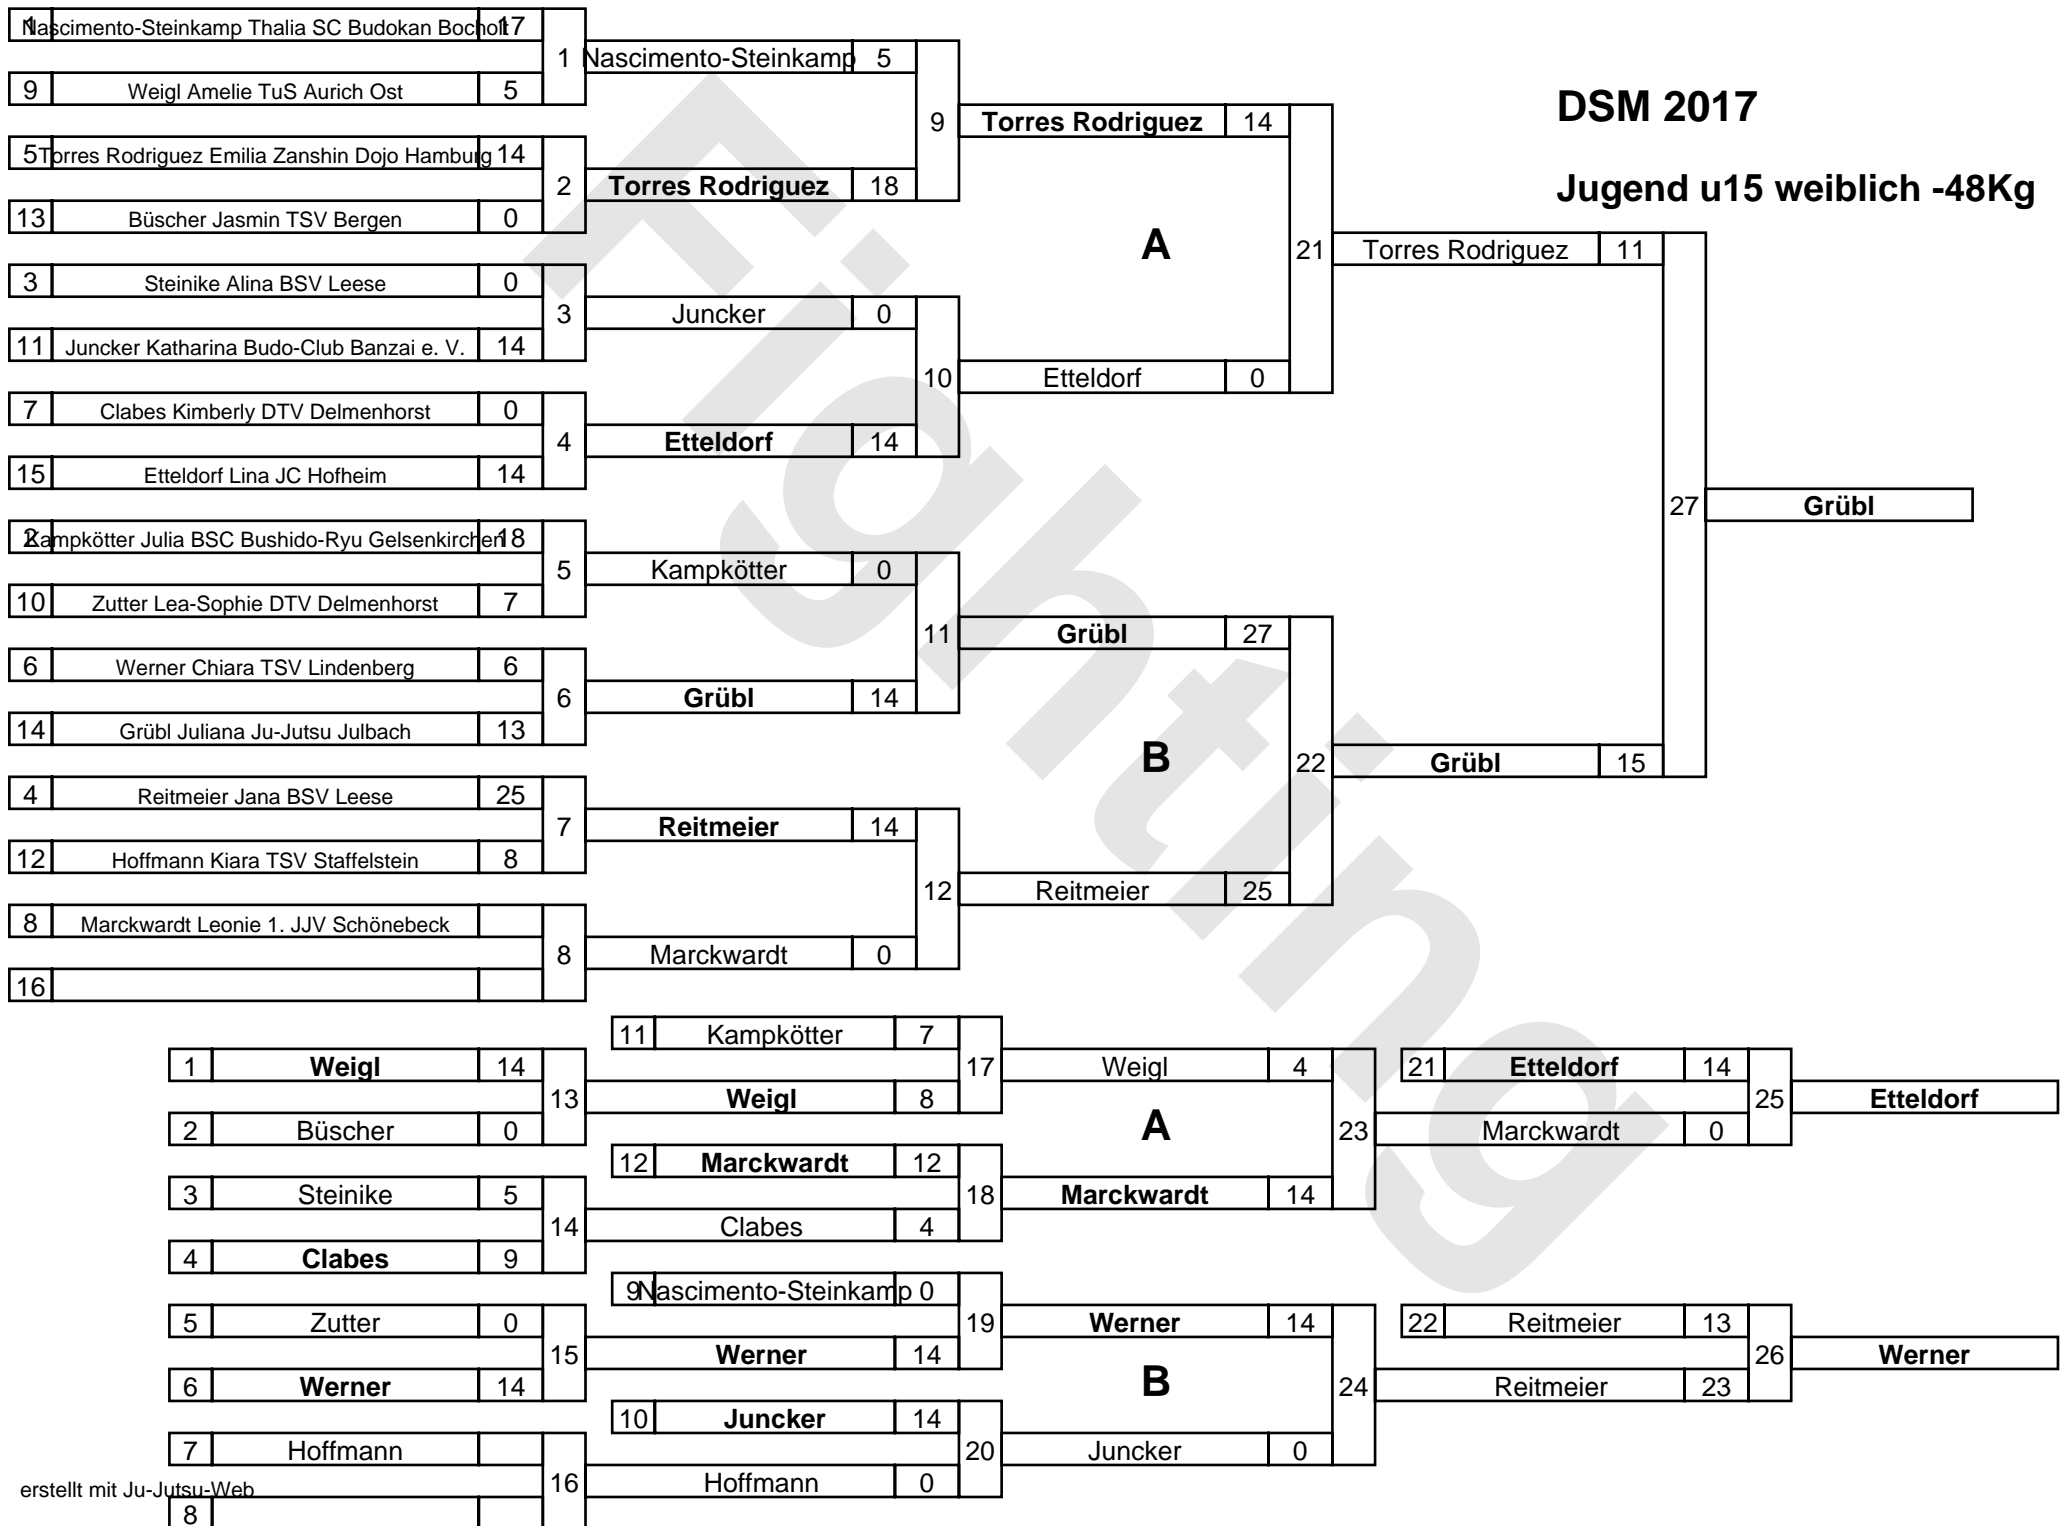 DSM 2017
Jugend u15 weiblich -48Kg
1 Nascimento-Steinkamp Thalia SC Budokan Bocholt 17
9 Weigl Amelie TuS Aurich Ost 5
5 Torres Rodriguez Emilia Zanshin Dojo Hamburg 14
13 Büscher Jasmin TSV Bergen 0
3 Steinike Alina BSV Leese 0
11 Juncker Katharina Budo-Club Banzai e. V. 14
7 Clabes Kimberly DTV Delmenhorst 0
15 Etteldorf Lina JC Hofheim 14
2 Kampkötter Julia BSC Bushido-Ryu Gelsenkirchen 18
10 Zutter Lea-Sophie DTV Delmenhorst 7
6 Werner Chiara TSV Lindenberg 6
14 Grübl Juliana Ju-Jutsu Julbach 13
4 Reitmeier Jana BSV Leese 25
12 Hoffmann Kiara TSV Staffelstein 8
8 Marckwardt Leonie 1. JJV Schönebeck
16
1 Nascimento-Steinkamp 5
2 Torres Rodriguez 18
3 Juncker 0
4 Etteldorf 14
5 Kampkötter 0
6 Grübl 14
7 Reitmeier 14
8 Marckwardt 0
9 Torres Rodriguez 14
A
10 Etteldorf 0
11 Grübl 27
B
12 Reitmeier 25
21 Torres Rodriguez 11
22 Grübl 15
27 Grübl
1 Weigl 14
2 Büscher 0
3 Steinike 5
4 Clabes 9
5 Zutter 0
6 Werner 14
7 Hoffmann
8
11 Kampkötter 7
13 Weigl 8
12 Marckwardt 12
14 Clabes 4
9 Nascimento-Steinkamp 0
15 Werner 14
10 Juncker 14
16 Hoffmann 0
17 Weigl 4
A
18 Marckwardt 14
19 Werner 14
B
20 Juncker 0
21 Etteldorf 14
23 Marckwardt 0
22 Reitmeier 13
24 Reitmeier 23
25 Etteldorf
26 Werner
erstellt mit Ju-Jutsu-Web
Fighting